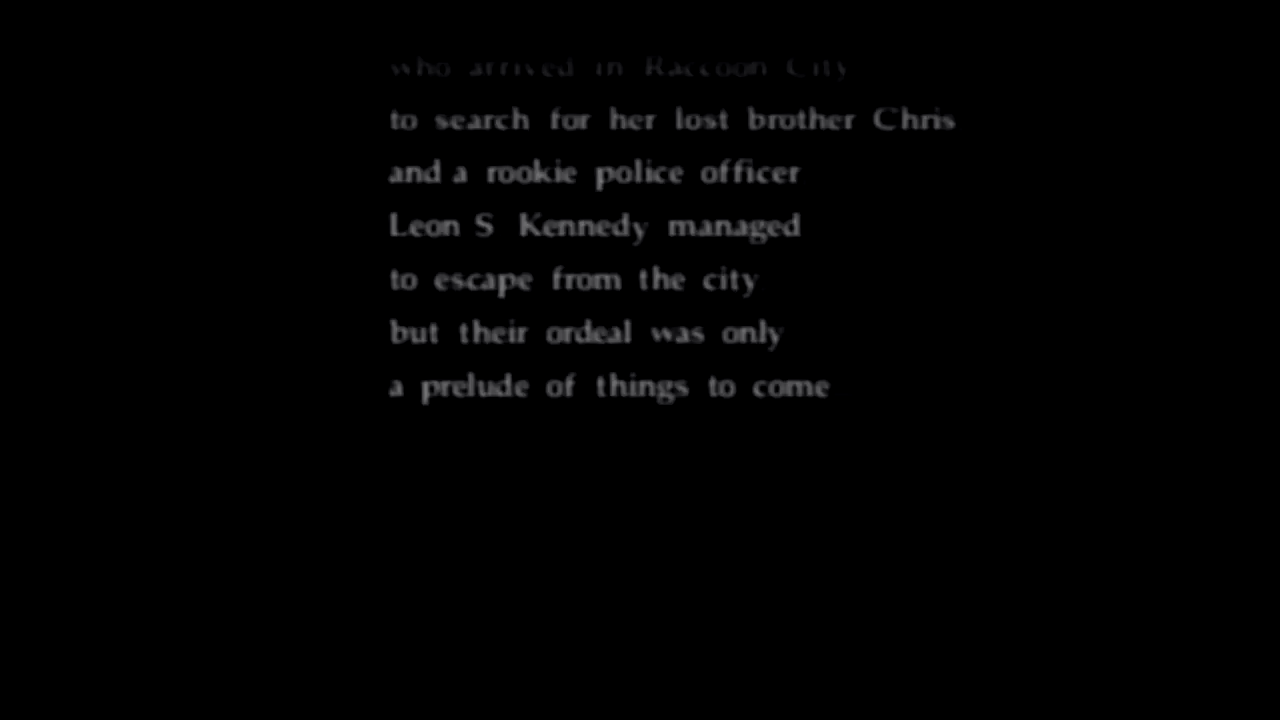 who arrived in Raccoon City
to search for her lost brother Chris
and a rookie police officer
Leon S Kennedy managed
to escape from the city
but their ordeal was only
a prelude of things to come